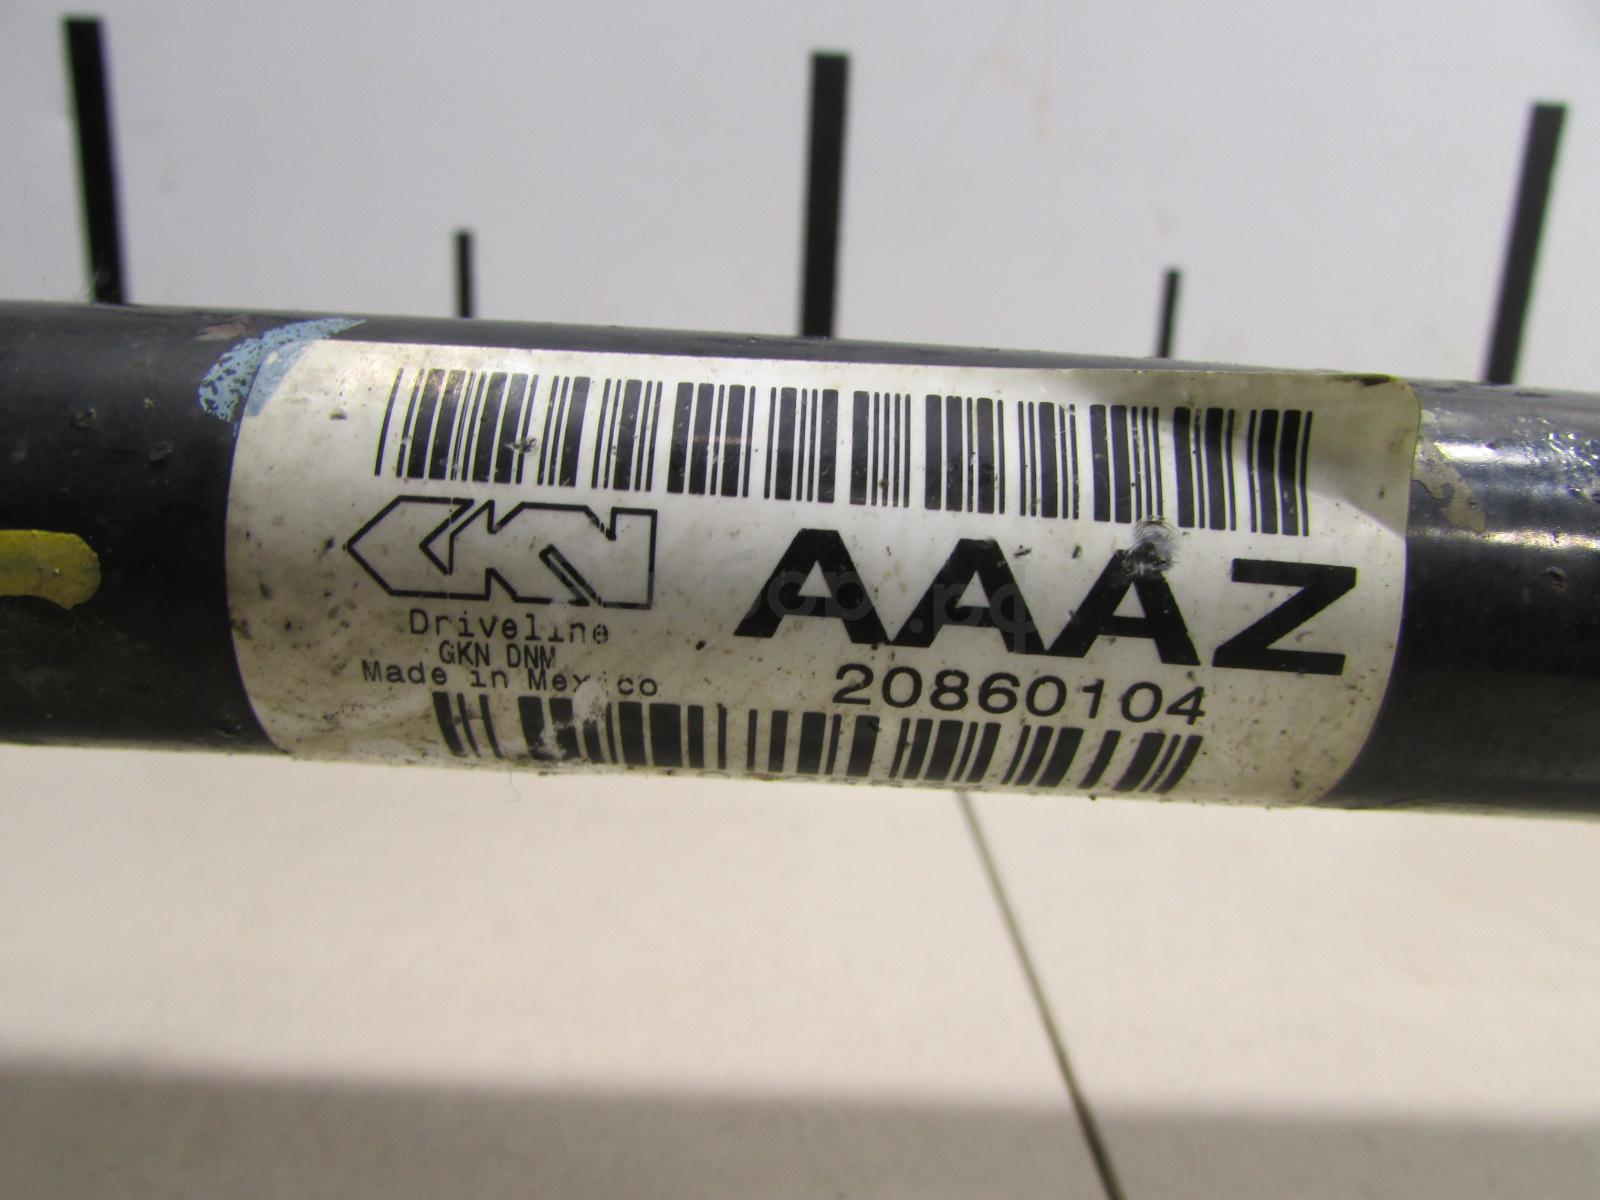 GKN AAAZ
Driveline
GKN DNM
Made in Mexico
20860104